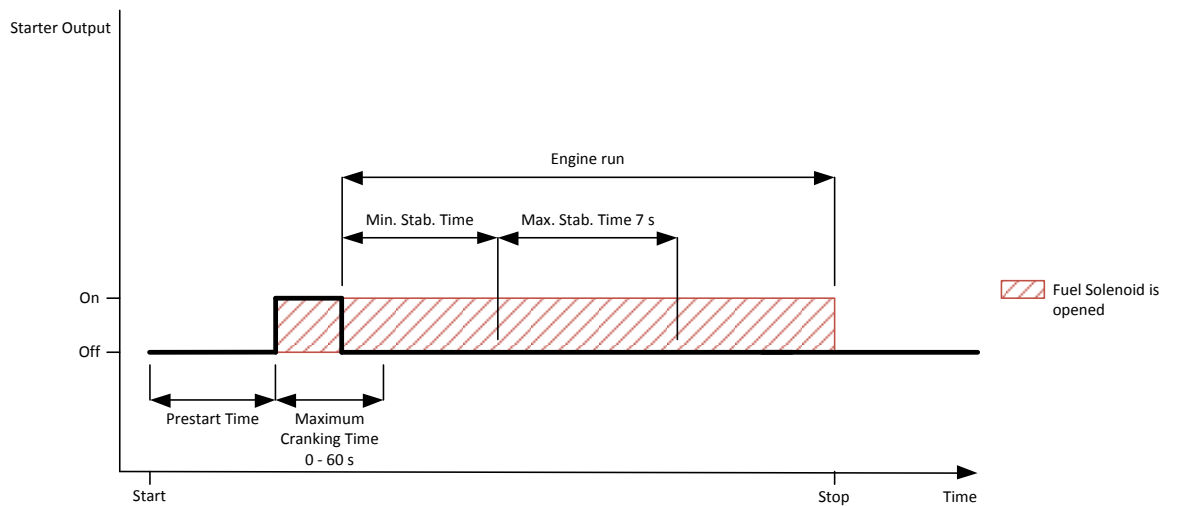 Starter Output
Engine run
Min. Stab. Time
Max. Stab. Time 7 s
On
Fuel Solenoid is
opened
Off
Prestart Time
Maximum
Cranking Time
0 - 60 s
Start
Stop
Time